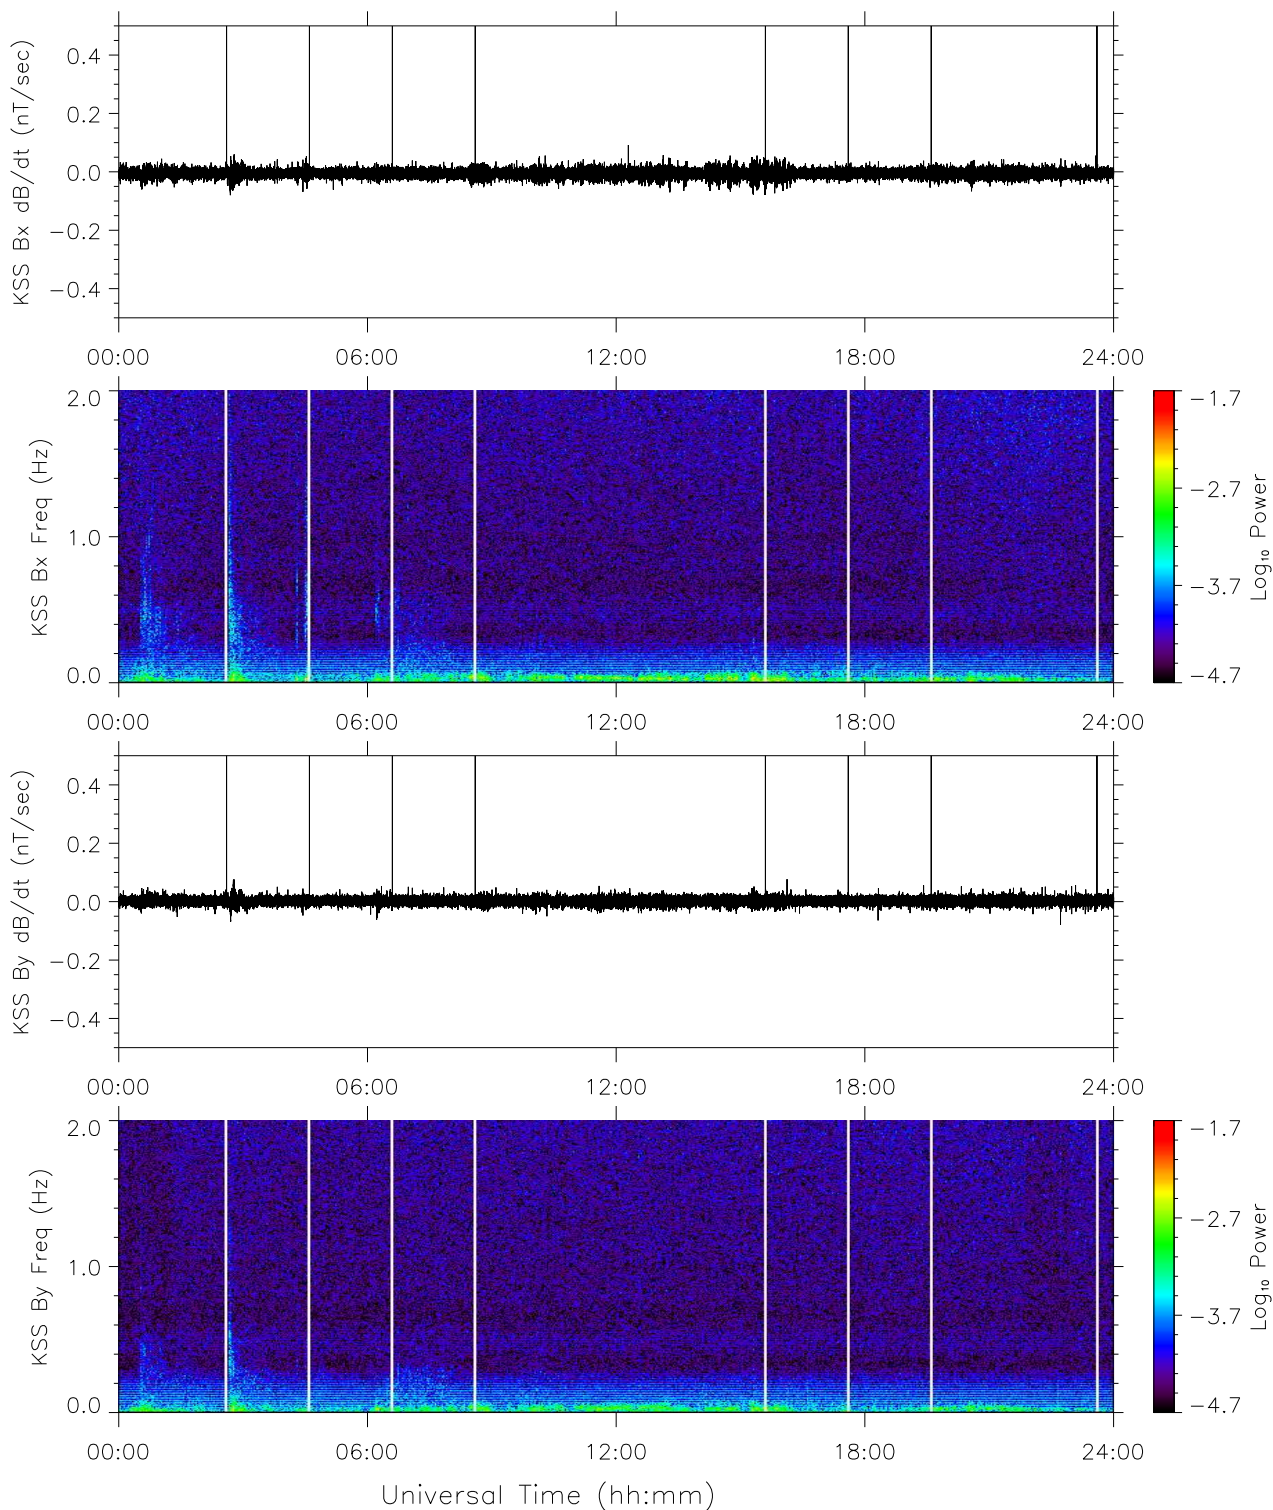 KSS Bx dB/dt (nT/sec)
0.4
0.2
0.0
−0.2
−0.4
00:00 06:00 12:00 18:00 24:00
KSS Bx Freq (Hz)
2.0
1.0
0.0
−1.7
−2.7
−3.7
−4.7
Log₁₀ Power
00:00 06:00 12:00 18:00 24:00
KSS By dB/dt (nT/sec)
0.4
0.2
0.0
−0.2
−0.4
00:00 06:00 12:00 18:00 24:00
KSS By Freq (Hz)
2.0
1.0
0.0
−1.7
−2.7
−3.7
−4.7
Log₁₀ Power
00:00 06:00 12:00 18:00 24:00
Universal Time (hh:mm)